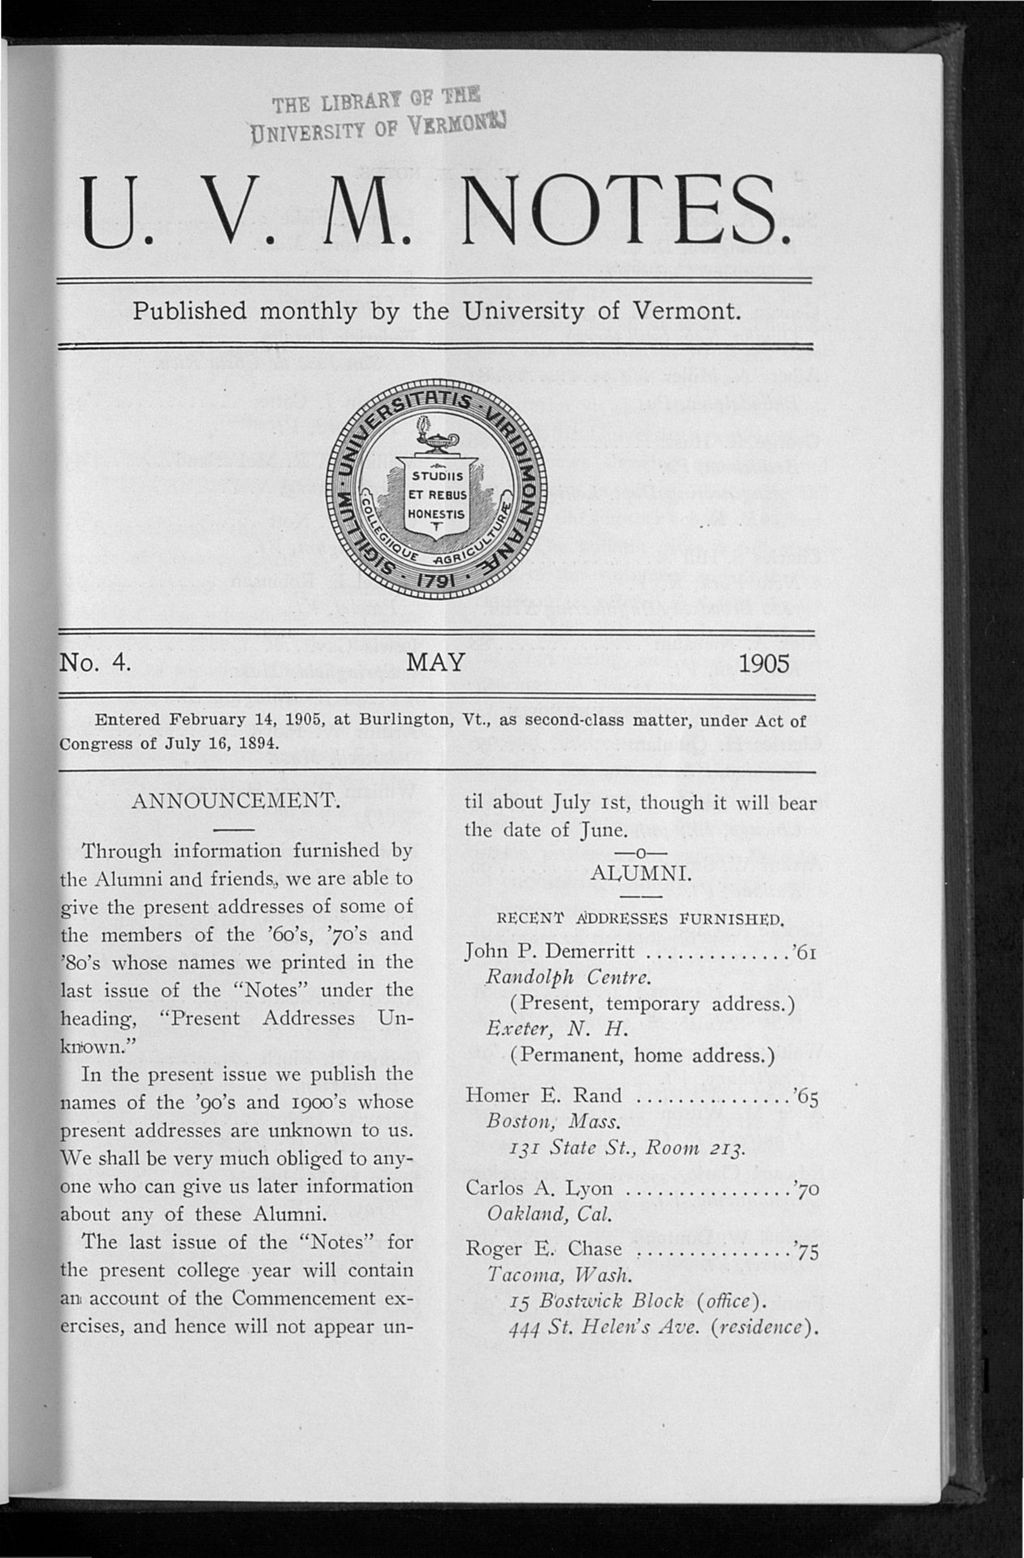 THE LIBRARY OF THE
UNIVERSITY OF VERMONT
U. V. M. NOTES.
Published monthly by the University of Vermont.
SIGILLUM · UNIVERSITATIS · VIRIDIMONTANÆ ·
COLLEGIIQUE AGRICULTURÆ
STUDIIS
ET REBUS
HONESTIS
· 1791 ·
No. 4. MAY 1905
Entered February 14, 1905, at Burlington, Vt., as second-class matter, under Act of
Congress of July 16, 1894.
ANNOUNCEMENT.
Through information furnished by
the Alumni and friends, we are able to
give the present addresses of some of
the members of the '60's, '70's and
'80's whose names we printed in the
last issue of the "Notes" under the
heading, "Present Addresses Un-
known."
In the present issue we publish the
names of the '90's and 1900's whose
present addresses are unknown to us.
We shall be very much obliged to any-
one who can give us later information
about any of these Alumni.
The last issue of the "Notes" for
the present college year will contain
an account of the Commencement ex-
ercises, and hence will not appear un-
til about July 1st, though it will bear
the date of June.
—o—
ALUMNI.
RECENT ADDRESSES FURNISHED.
John P. Demerritt ..............'61
Randolph Centre.
(Present, temporary address.)
Exeter, N. H.
(Permanent, home address.)
Homer E. Rand ...............'65
Boston, Mass.
131 State St., Room 213.
Carlos A. Lyon ................'70
Oakland, Cal.
Roger E. Chase ...............'75
Tacoma, Wash.
15 Bostwick Block (office).
444 St. Helen's Ave. (residence).